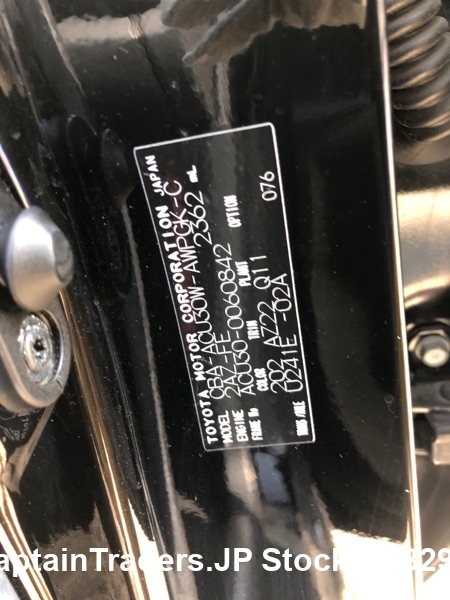 TOYOTA MOTOR CORPORATION JAPAN
MODEL CBA-ACU30W-AWPGK-C
ENGINE 2AZ-FE 2362 mL
FRAME No. ACU30-0060842
COLOR TRIM PLANT OPTION
202 AZ22 Q11 076
TRANS/AXLE U241E -02A
aptainTraders.JP Stock 829